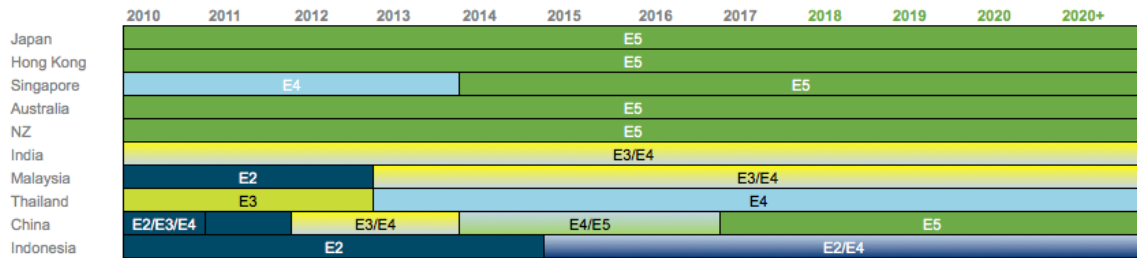 2010 2011 2012 2013 2014 2015 2016 2017 2018 2019 2020 2020+
Japan E5
Hong Kong E5
Singapore E4 E5
Australia E5
NZ E5
India E3/E4
Malaysia E2 E3/E4
Thailand E3 E4
China E2/E3/E4 E3/E4 E4/E5 E5
Indonesia E2 E2/E4